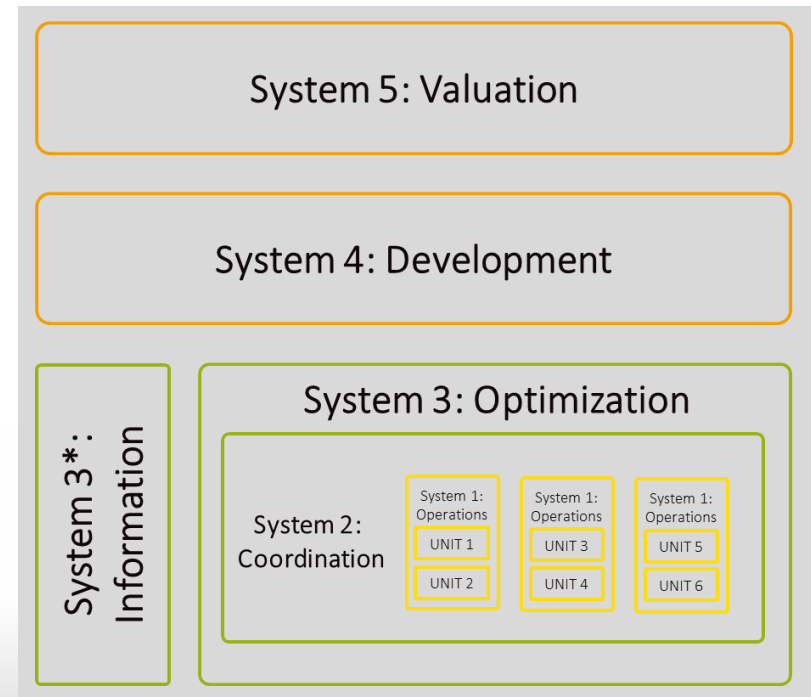 System 5: Valuation
System 4: Development
System 3*:
Information
System 3: Optimization
System 2:
Coordination
System 1:
Operations
UNIT 1
UNIT 2
System 1:
Operations
UNIT 3
UNIT 4
System 1:
Operations
UNIT 5
UNIT 6